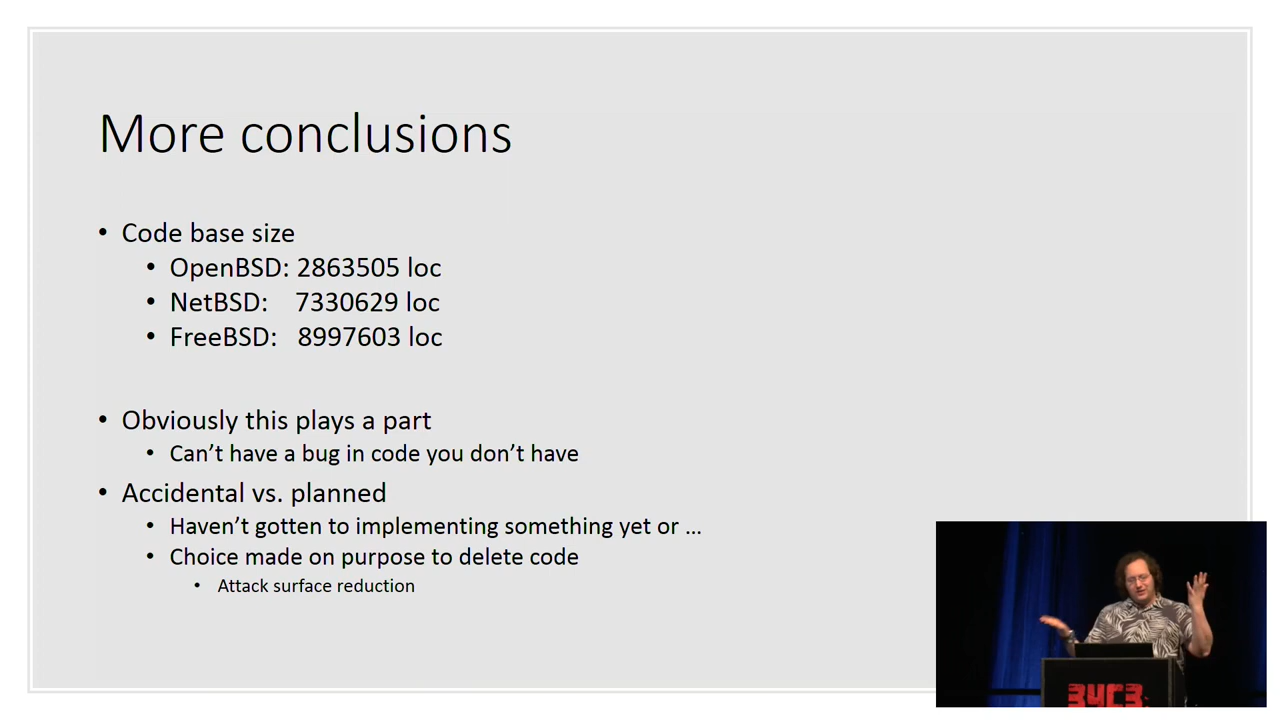 More conclusions
• Code base size
• OpenBSD: 2863505 loc
• NetBSD: 7330629 loc
• FreeBSD: 8997603 loc
• Obviously this plays a part
• Can't have a bug in code you don't have
• Accidental vs. planned
• Haven't gotten to implementing something yet or …
• Choice made on purpose to delete code
• Attack surface reduction
34C3